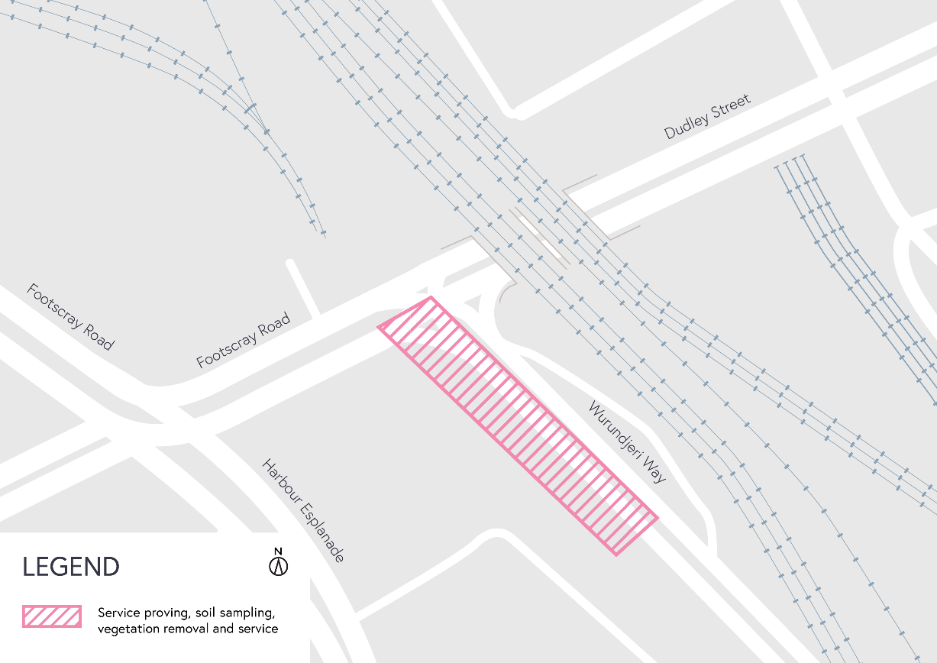 Dudley Street
Footscray Road
Footscray Road
Wurundjeri Way
Harbour Esplanade
LEGEND
N
Service proving, soil sampling,
vegetation removal and service